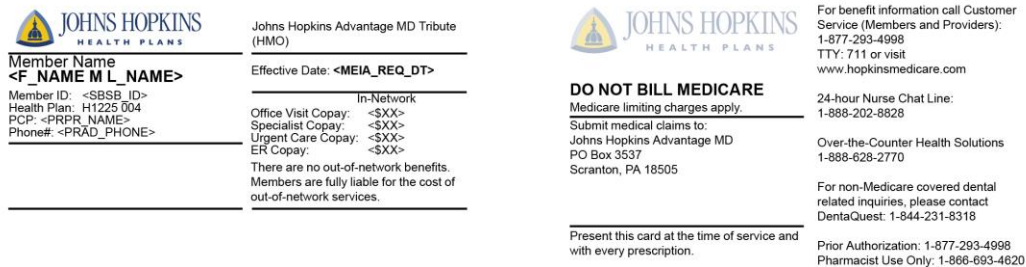 JOHNS HOPKINS
HEALTH PLANS
Member Name
<F_NAME M L_NAME>
Member ID: <SBSB_ID>
Health Plan: H1225 004
PCP: <PRPR_NAME>
Phone#: <PRAD_PHONE>
Johns Hopkins Advantage MD Tribute
(HMO)
Effective Date: <MEIA_REQ_DT>
In-Network
Office Visit Copay: <$XX>
Specialist Copay: <$XX>
Urgent Care Copay: <$XX>
ER Copay: <$XX>
There are no out-of-network benefits.
Members are fully liable for the cost of
out-of-network services.
JOHNS HOPKINS
HEALTH PLANS
DO NOT BILL MEDICARE
Medicare limiting charges apply.
Submit medical claims to:
Johns Hopkins Advantage MD
PO Box 3537
Scranton, PA 18505
Present this card at the time of service and
with every prescription.
For benefit information call Customer
Service (Members and Providers):
1-877-293-4998
TTY: 711 or visit
www.hopkinsmedicare.com
24-hour Nurse Chat Line:
1-888-202-8828
Over-the-Counter Health Solutions
1-888-628-2770
For non-Medicare covered dental
related inquiries, please contact
DentaQuest: 1-844-231-8318
Prior Authorization: 1-877-293-4998
Pharmacist Use Only: 1-866-693-4620